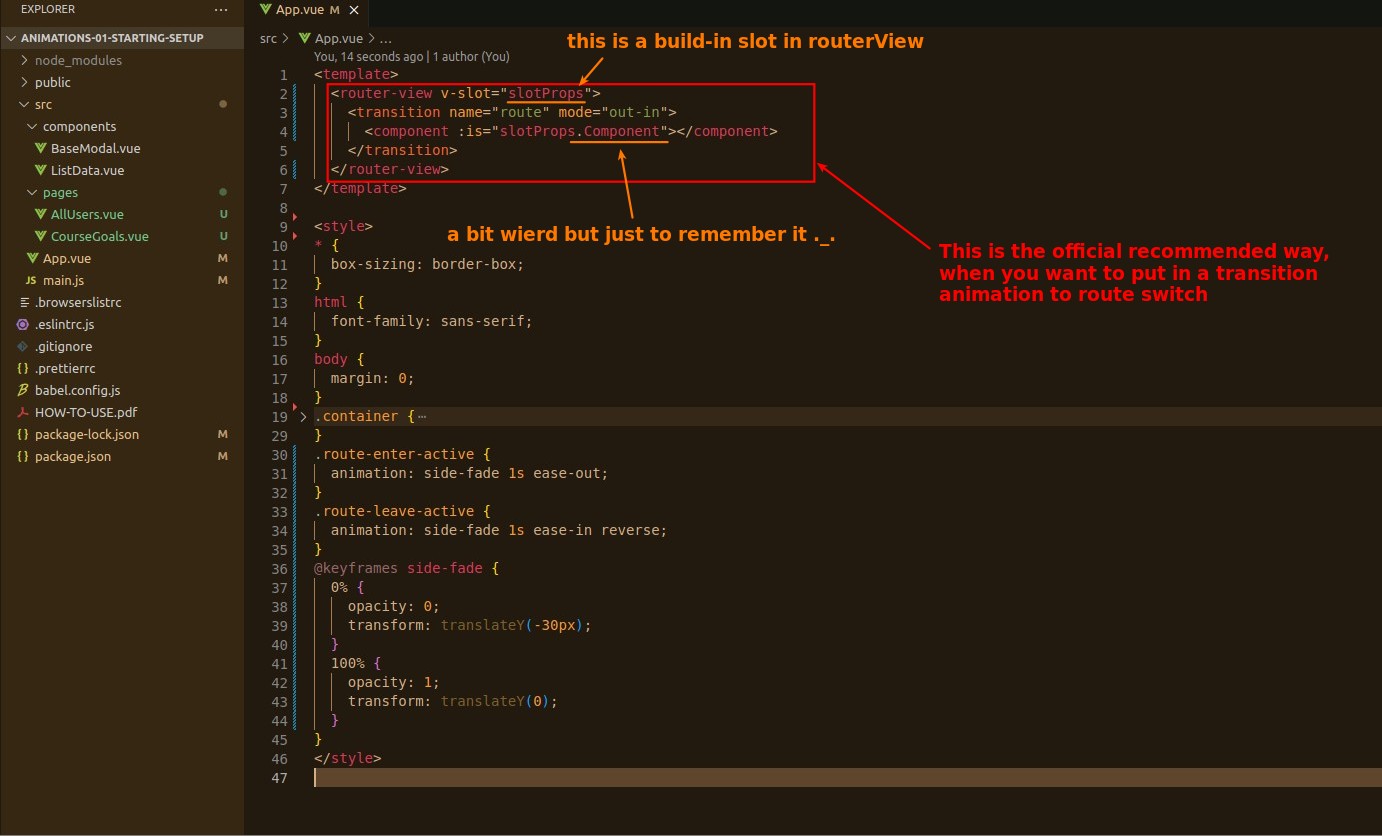 EXPLORER
ANIMATIONS-01-STARTING-SETUP
node_modules
public
src
components
BaseModal.vue
ListData.vue
pages
AllUsers.vue U
CourseGoals.vue U
App.vue M
JS main.js M
.browserslistrc
.eslintrc.js
.gitignore
{} .prettierrc
babel.config.js
HOW-TO-USE.pdf
{} package-lock.json M
{} package.json M
App.vue M
src > App.vue > ...
this is a build-in slot in routerView
You, 14 seconds ago | 1 author (You)
1 <template>
2 <router-view v-slot="slotProps">
3 <transition name="route" mode="out-in">
4 <component :is="slotProps.Component"></component>
5 </transition>
6 </router-view>
7 </template>
8
a bit wierd but just to remember it ._.
This is the official recommended way,
when you want to put in a transition
animation to route switch
9 <style>
10 * {
11 box-sizing: border-box;
12 }
13 html {
14 font-family: sans-serif;
15 }
16 body {
17 margin: 0;
18 }
19 .container {⋯
29 }
30 .route-enter-active {
31 animation: side-fade 1s ease-out;
32 }
33 .route-leave-active {
34 animation: side-fade 1s ease-in reverse;
35 }
36 @keyframes side-fade {
37 0% {
38 opacity: 0;
39 transform: translateY(-30px);
40 }
41 100% {
42 opacity: 1;
43 transform: translateY(0);
44 }
45 }
46 </style>
47